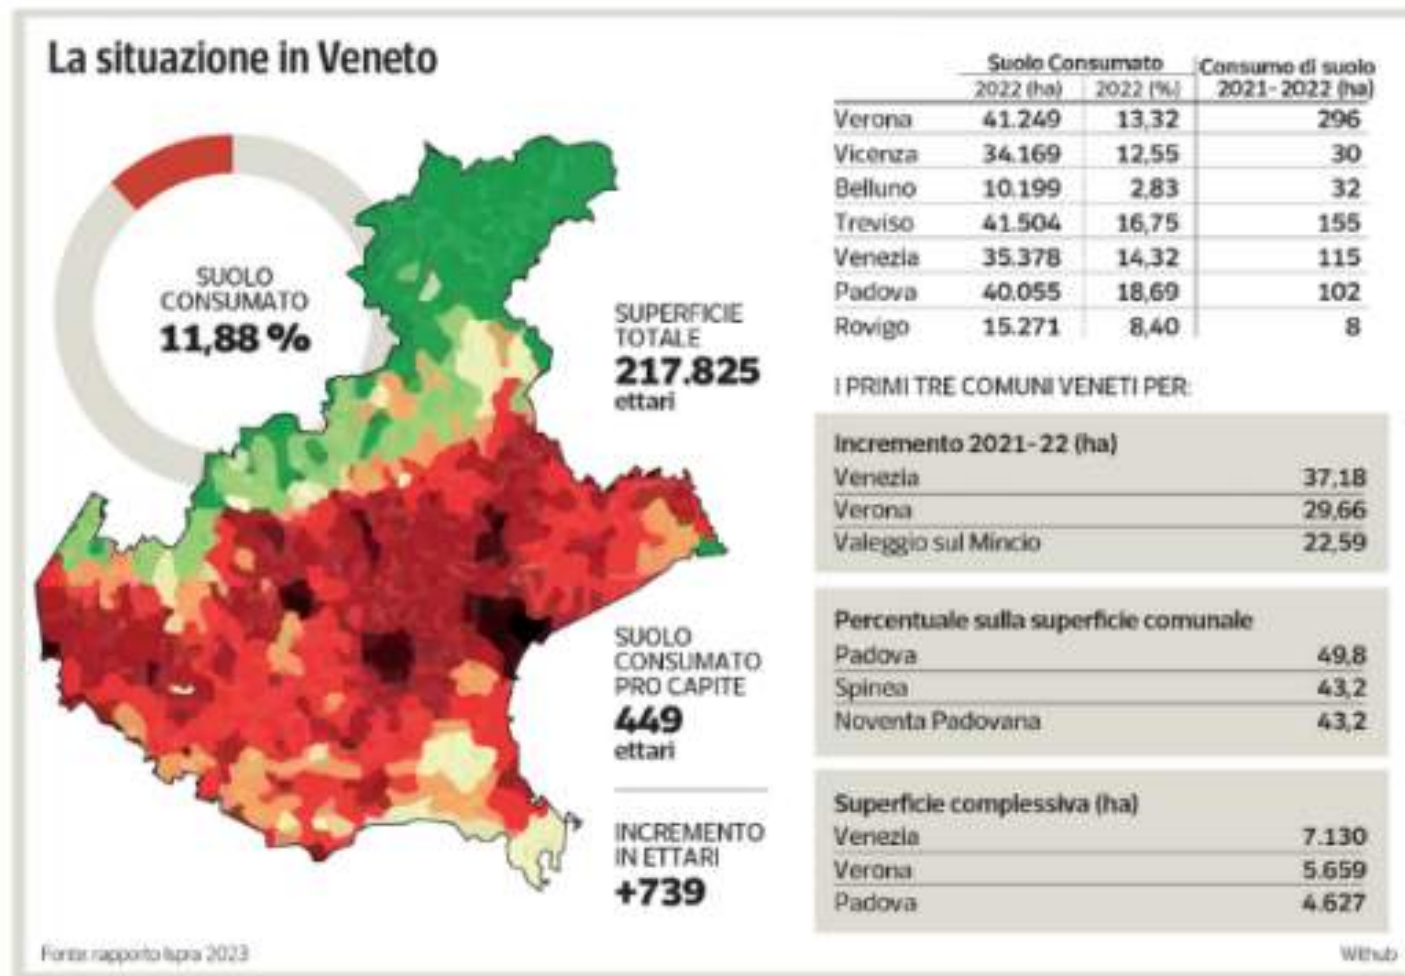 La situazione in Veneto
SUOLO
CONSUMATO
11,88 %
SUPERFICIE
TOTALE
217.825
ettari
SUOLO
CONSUMATO
PRO CAPITE
449
ettari
INCREMENTO
IN ETTARI
+739
Suolo Consumato Consumo di suolo
2022 (ha) 2022 (%) 2021-2022 (ha)
Verona 41.249 13,32 296
Vicenza 34.169 12,55 30
Belluno 10.199 2,83 32
Treviso 41.504 16,75 155
Venezia 35.378 14,32 115
Padova 40.055 18,69 102
Rovigo 15.271 8,40 8
I PRIMI TRE COMUNI VENETI PER:
Incremento 2021-22 (ha)
Venezia 37,18
Verona 29,66
Valeggio sul Mincio 22,59
Percentuale sulla superficie comunale
Padova 49,8
Spinea 43,2
Noventa Padovana 43,2
Superficie complessiva (ha)
Venezia 7.130
Verona 5.659
Padova 4.627
Fonte: rapporto Ispra 2023
Withub